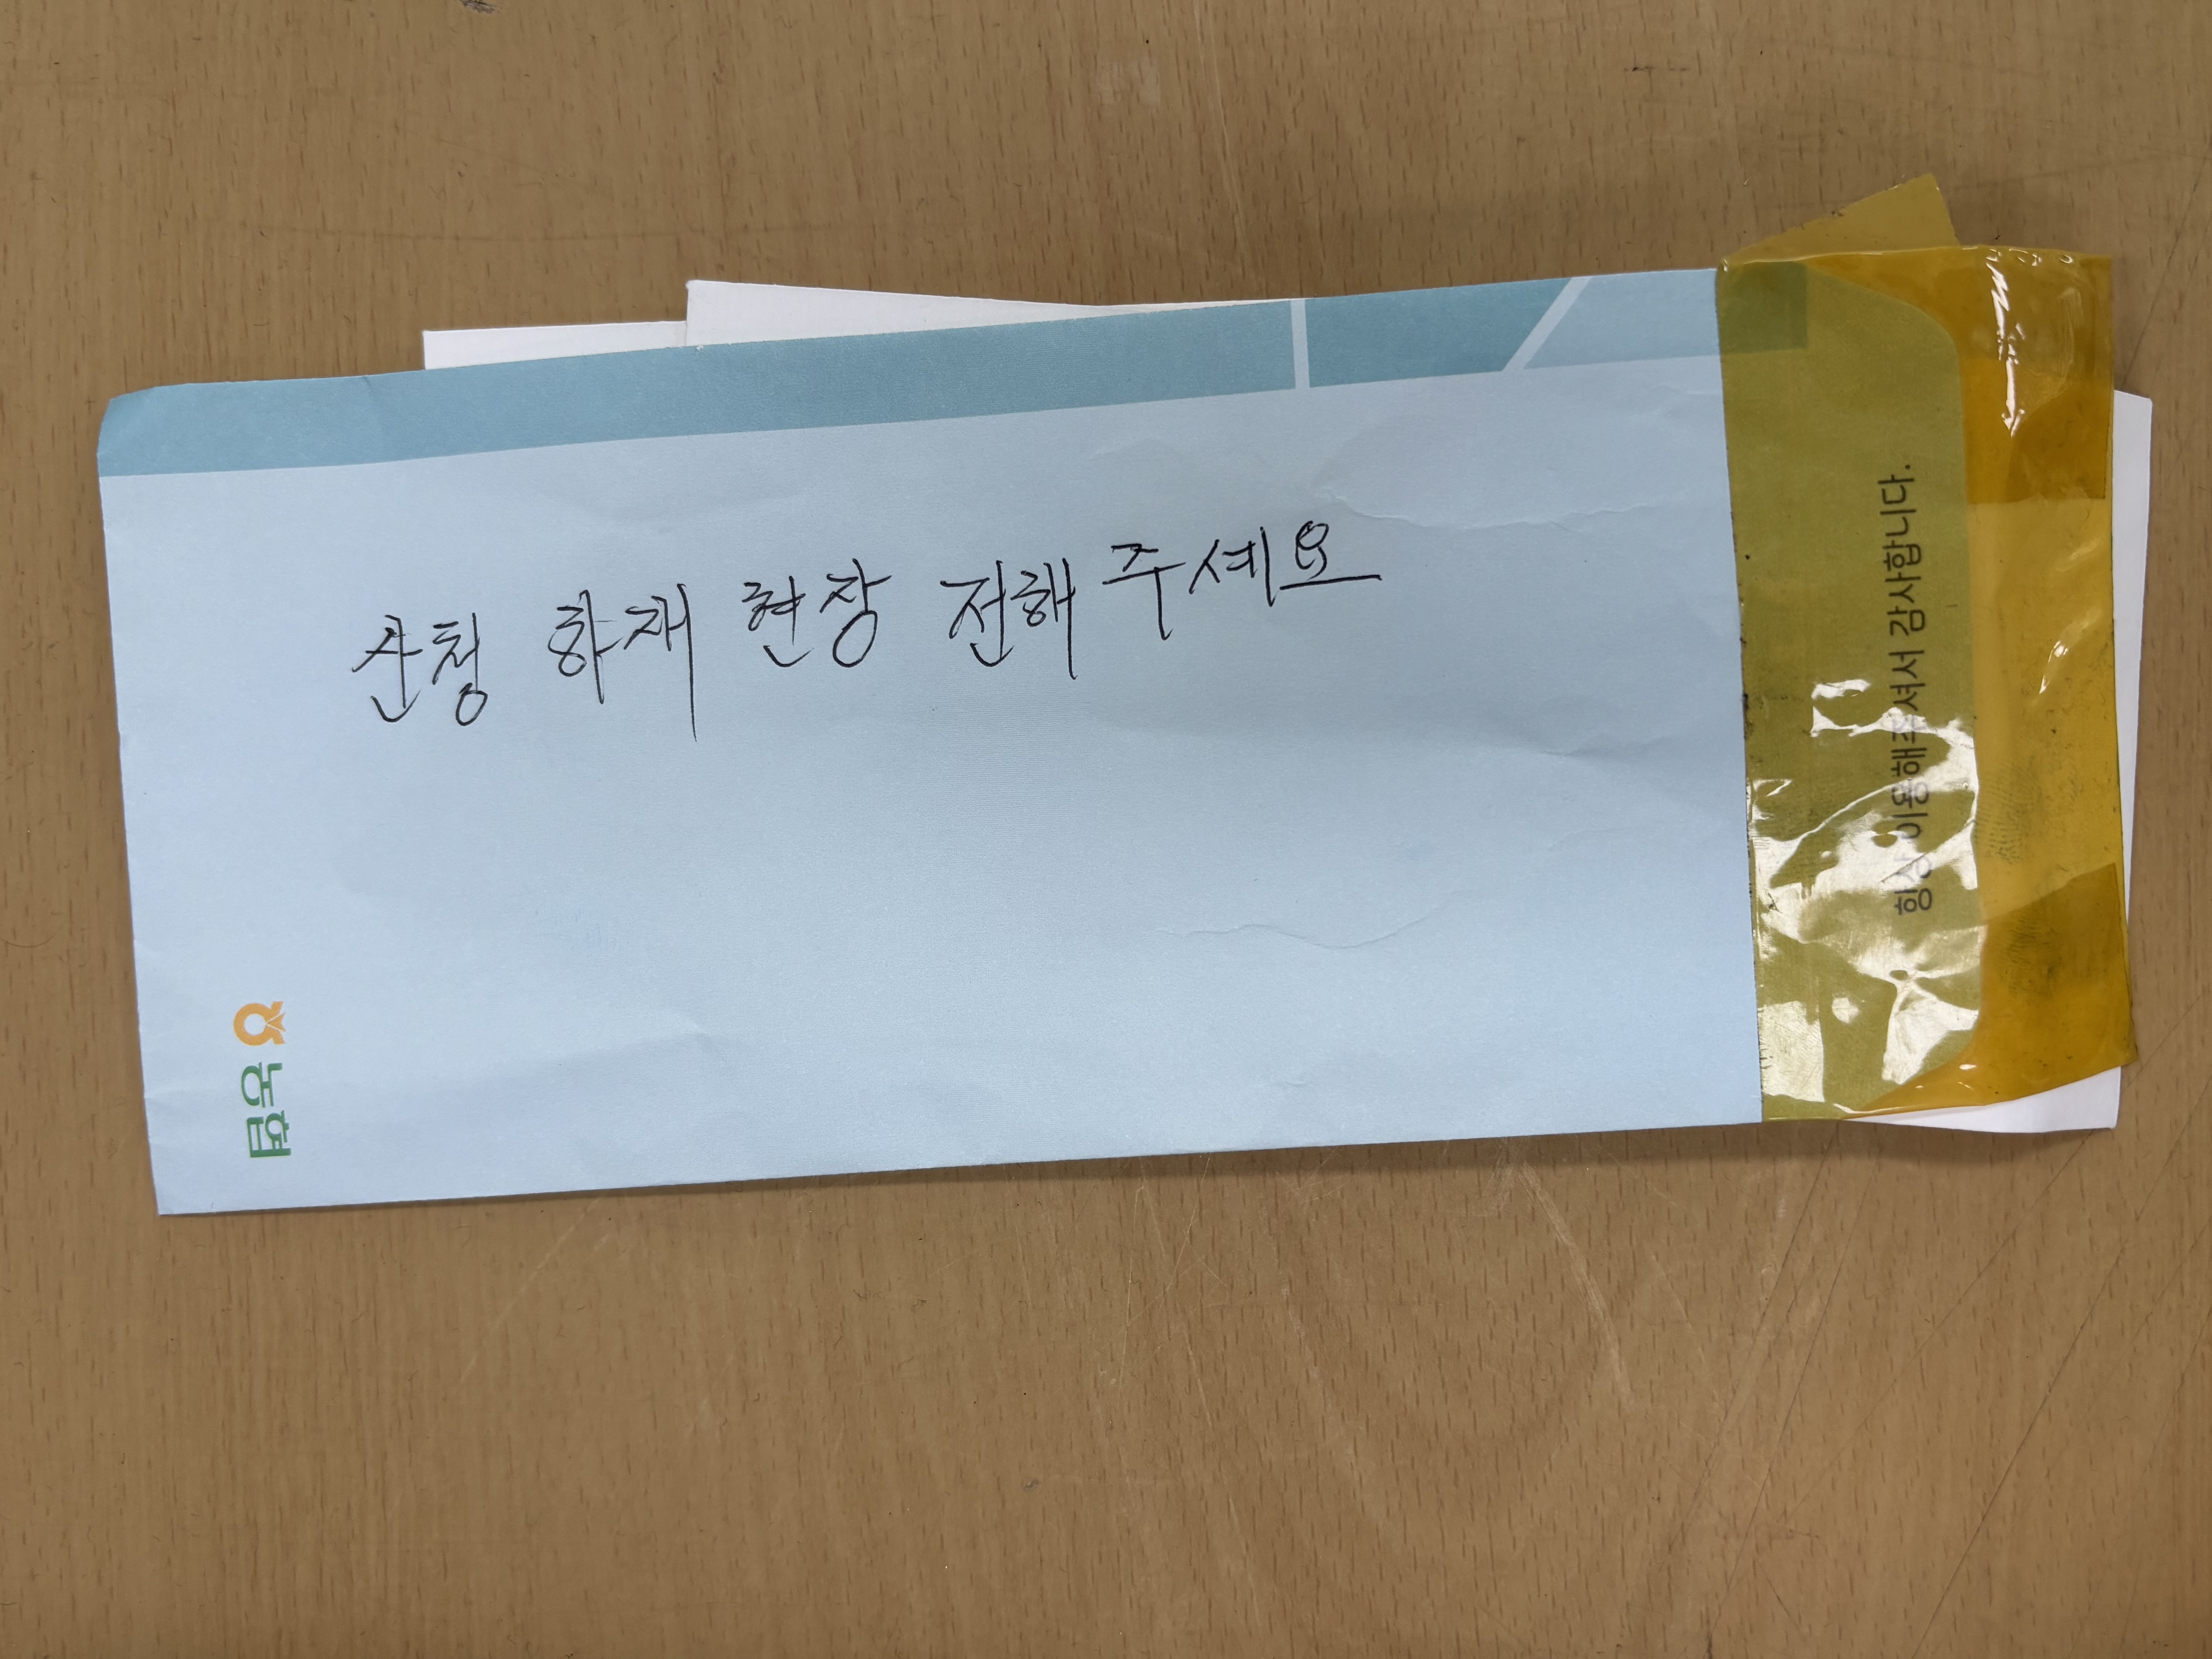 산청 화재 현장 전해 주세요
항상 이용해주셔서 감사합니다.
농협